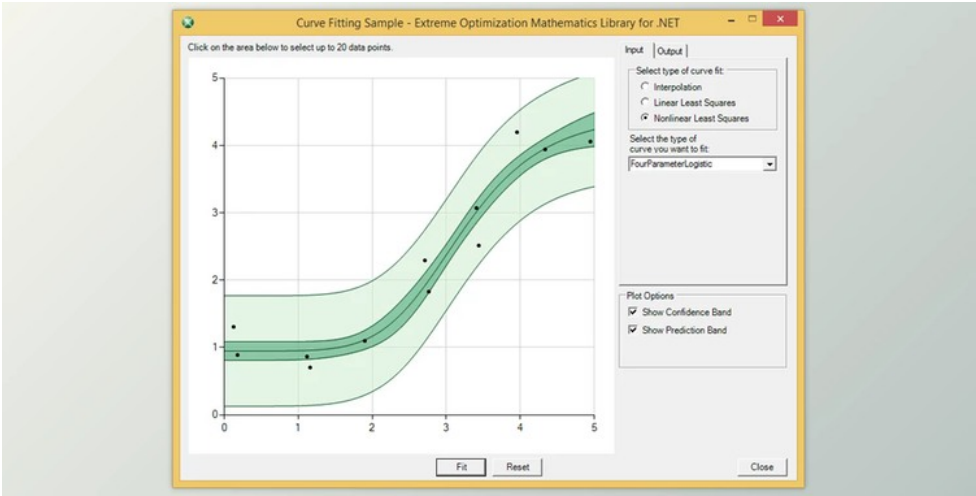 Curve Fitting Sample - Extreme Optimization Mathematics Library for .NET
Click on the area below to select up to 20 data points.
Input Output
Select type of curve fit:
Interpolation
Linear Least Squares
Nonlinear Least Squares
Select the type of
curve you want to fit:
FourParameterLogistic
Plot Options
Show Confidence Band
Show Prediction Band
5
4
3
2
1
0
0 1 2 3 4 5
Fit Reset Close